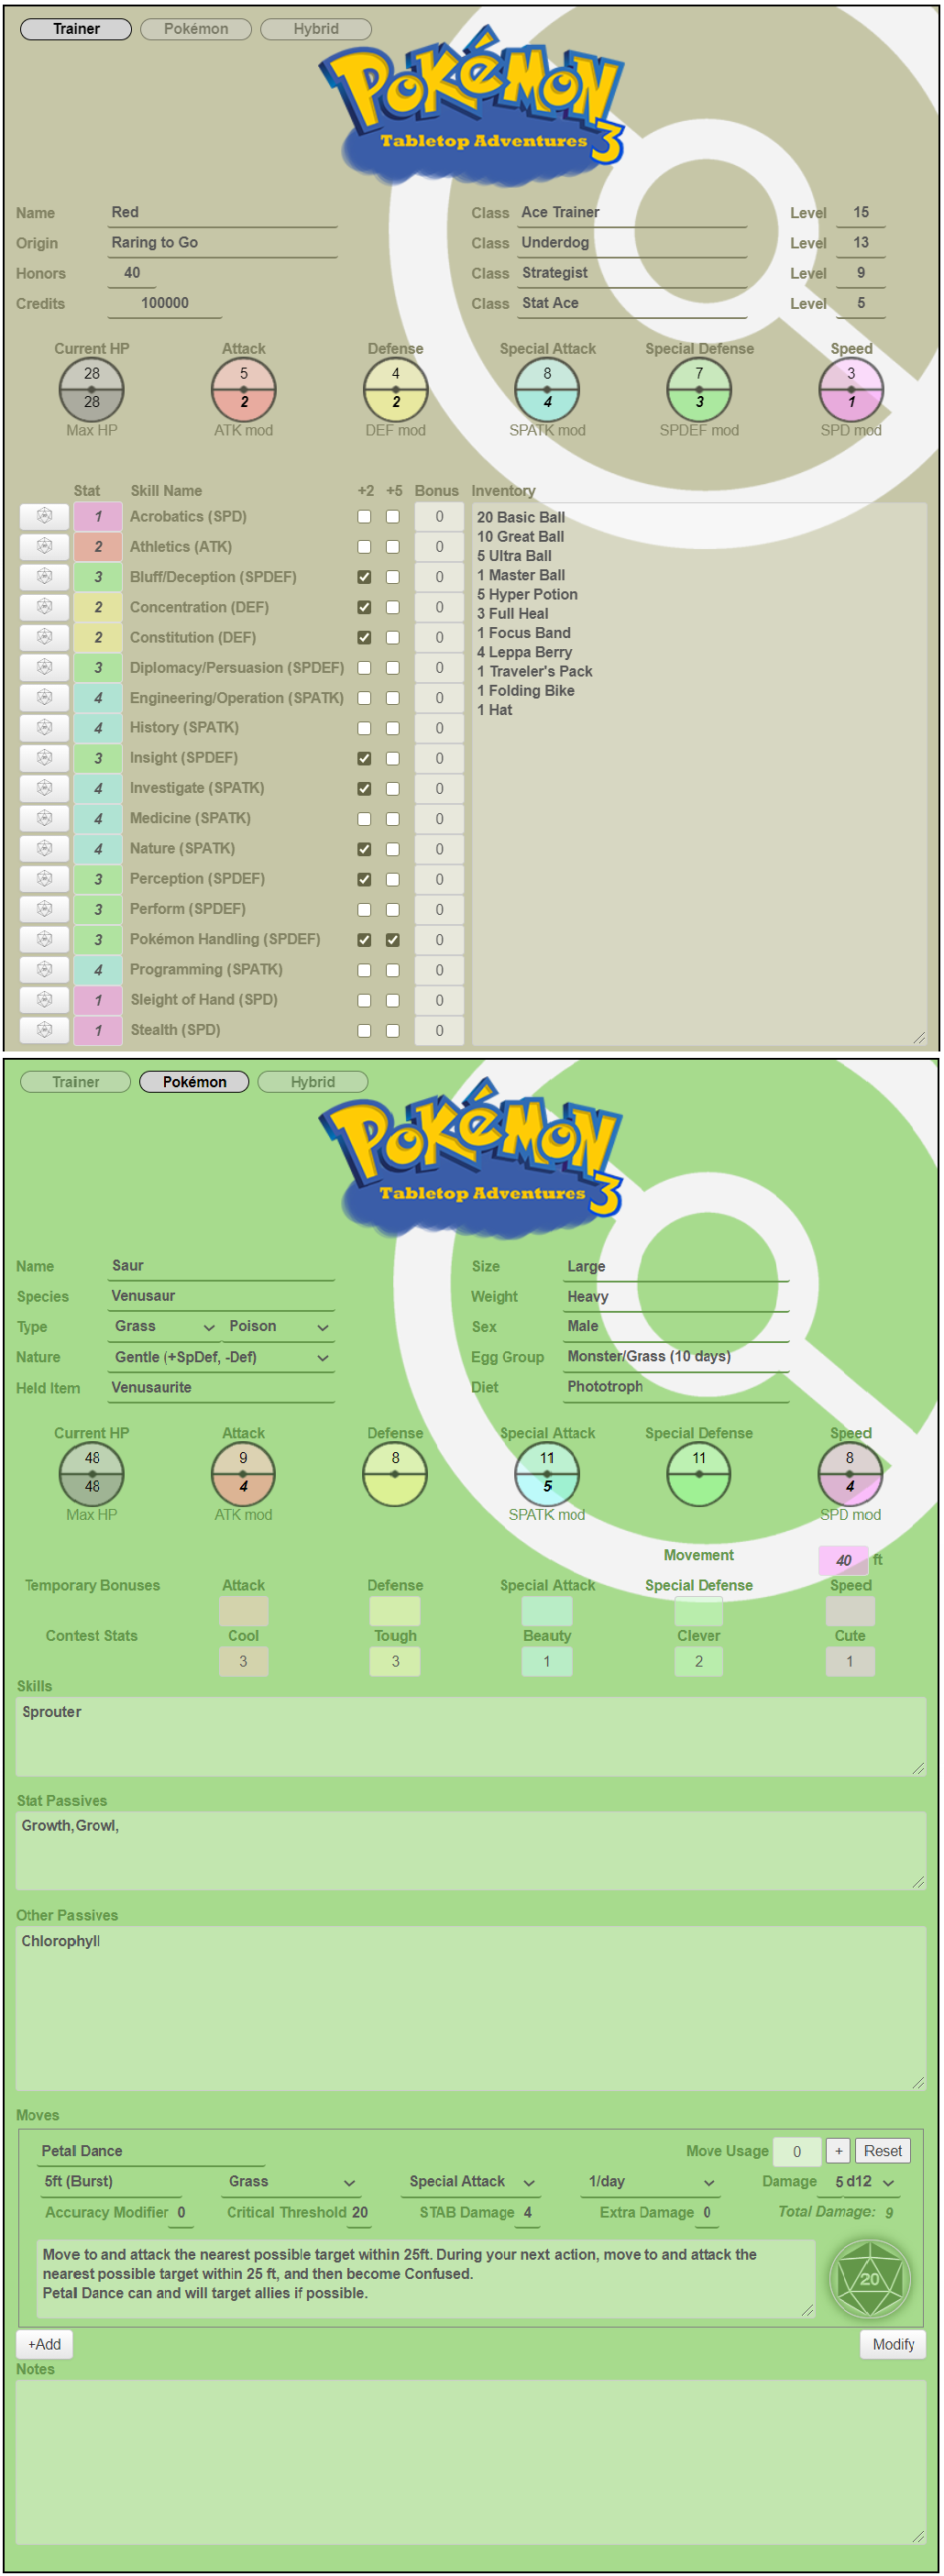 Trainer Pokémon Hybrid
POKéMON
Tabletop Adventures 3
Name Red Class Ace Trainer Level 15
Origin Raring to Go Class Underdog Level 13
Honors 40 Class Strategist Level 9
Credits 100000 Class Stat Ace Level 5
Current HP Attack Defense Special Attack Special Defense Speed
28 5 4 8 7 3
28 2 2 4 3 1
Max HP ATK mod DEF mod SPATK mod SPDEF mod SPD mod
Stat Skill Name +2 +5 Bonus Inventory
1 Acrobatics (SPD) 0
2 Athletics (ATK) 0
3 Bluff/Deception (SPDEF) 0
2 Concentration (DEF) 0
2 Constitution (DEF) 0
3 Diplomacy/Persuasion (SPDEF) 0
4 Engineering/Operation (SPATK) 0
4 History (SPATK) 0
3 Insight (SPDEF) 0
4 Investigate (SPATK) 0
4 Medicine (SPATK) 0
4 Nature (SPATK) 0
3 Perception (SPDEF) 0
3 Perform (SPDEF) 0
3 Pokémon Handling (SPDEF) 0
4 Programming (SPATK) 0
1 Sleight of Hand (SPD) 0
1 Stealth (SPD) 0
20 Basic Ball
10 Great Ball
5 Ultra Ball
1 Master Ball
5 Hyper Potion
3 Full Heal
1 Focus Band
4 Leppa Berry
1 Traveler's Pack
1 Folding Bike
1 Hat
Trainer Pokémon Hybrid
POKéMON
Tabletop Adventures 3
Name Saur Size Large
Species Venusaur Weight Heavy
Type Grass Poison Sex Male
Nature Gentle (+SpDef, -Def) Egg Group Monster/Grass (10 days)
Held Item Venusaurite Diet Phototroph
Current HP Attack Defense Special Attack Special Defense Speed
48 9 8 11 11 8
48 4 5 4
Max HP ATK mod SPATK mod SPD mod
Movement 40 ft
Temporary Bonuses Attack Defense Special Attack Special Defense Speed
Contest Stats Cool Tough Beauty Clever Cute
3 3 1 2 1
Skills
Sprouter
Stat Passives
Growth,Growl,
Other Passives
Chlorophyll
Moves
Petal Dance Move Usage 0 + Reset
5ft (Burst) Grass Special Attack 1/day Damage 5 d12
Accuracy Modifier 0 Critical Threshold 20 STAB Damage 4 Extra Damage 0 Total Damage: 9
Move to and attack the nearest possible target within 25ft. During your next action, move to and attack the
nearest possible target within 25 ft, and then become Confused.
Petal Dance can and will target allies if possible.
20
+Add Modify
Notes